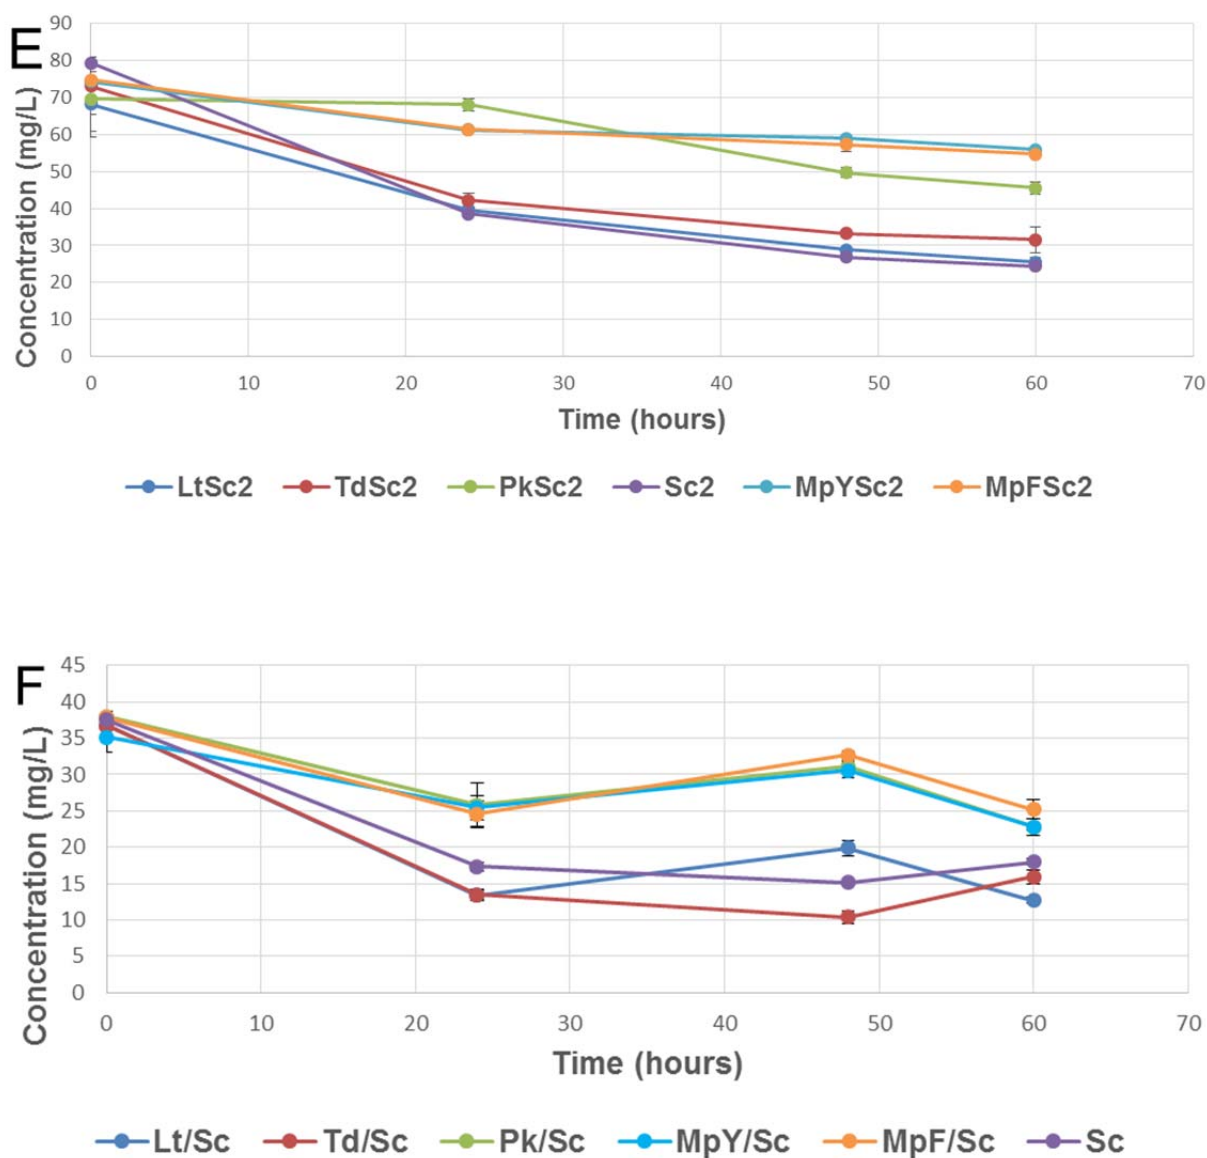 E
Concentration (mg/L)
90
80
70
60
50
40
30
20
10
0
0 10 20 30 40 50 60 70
Time (hours)
LtSc2 TdSc2 PkSc2 Sc2 MpYSc2 MpFSc2
F
Concentration (mg/L)
45
40
35
30
25
20
15
10
5
0
0 10 20 30 40 50 60 70
Time (hours)
Lt/Sc Td/Sc Pk/Sc MpY/Sc MpF/Sc Sc